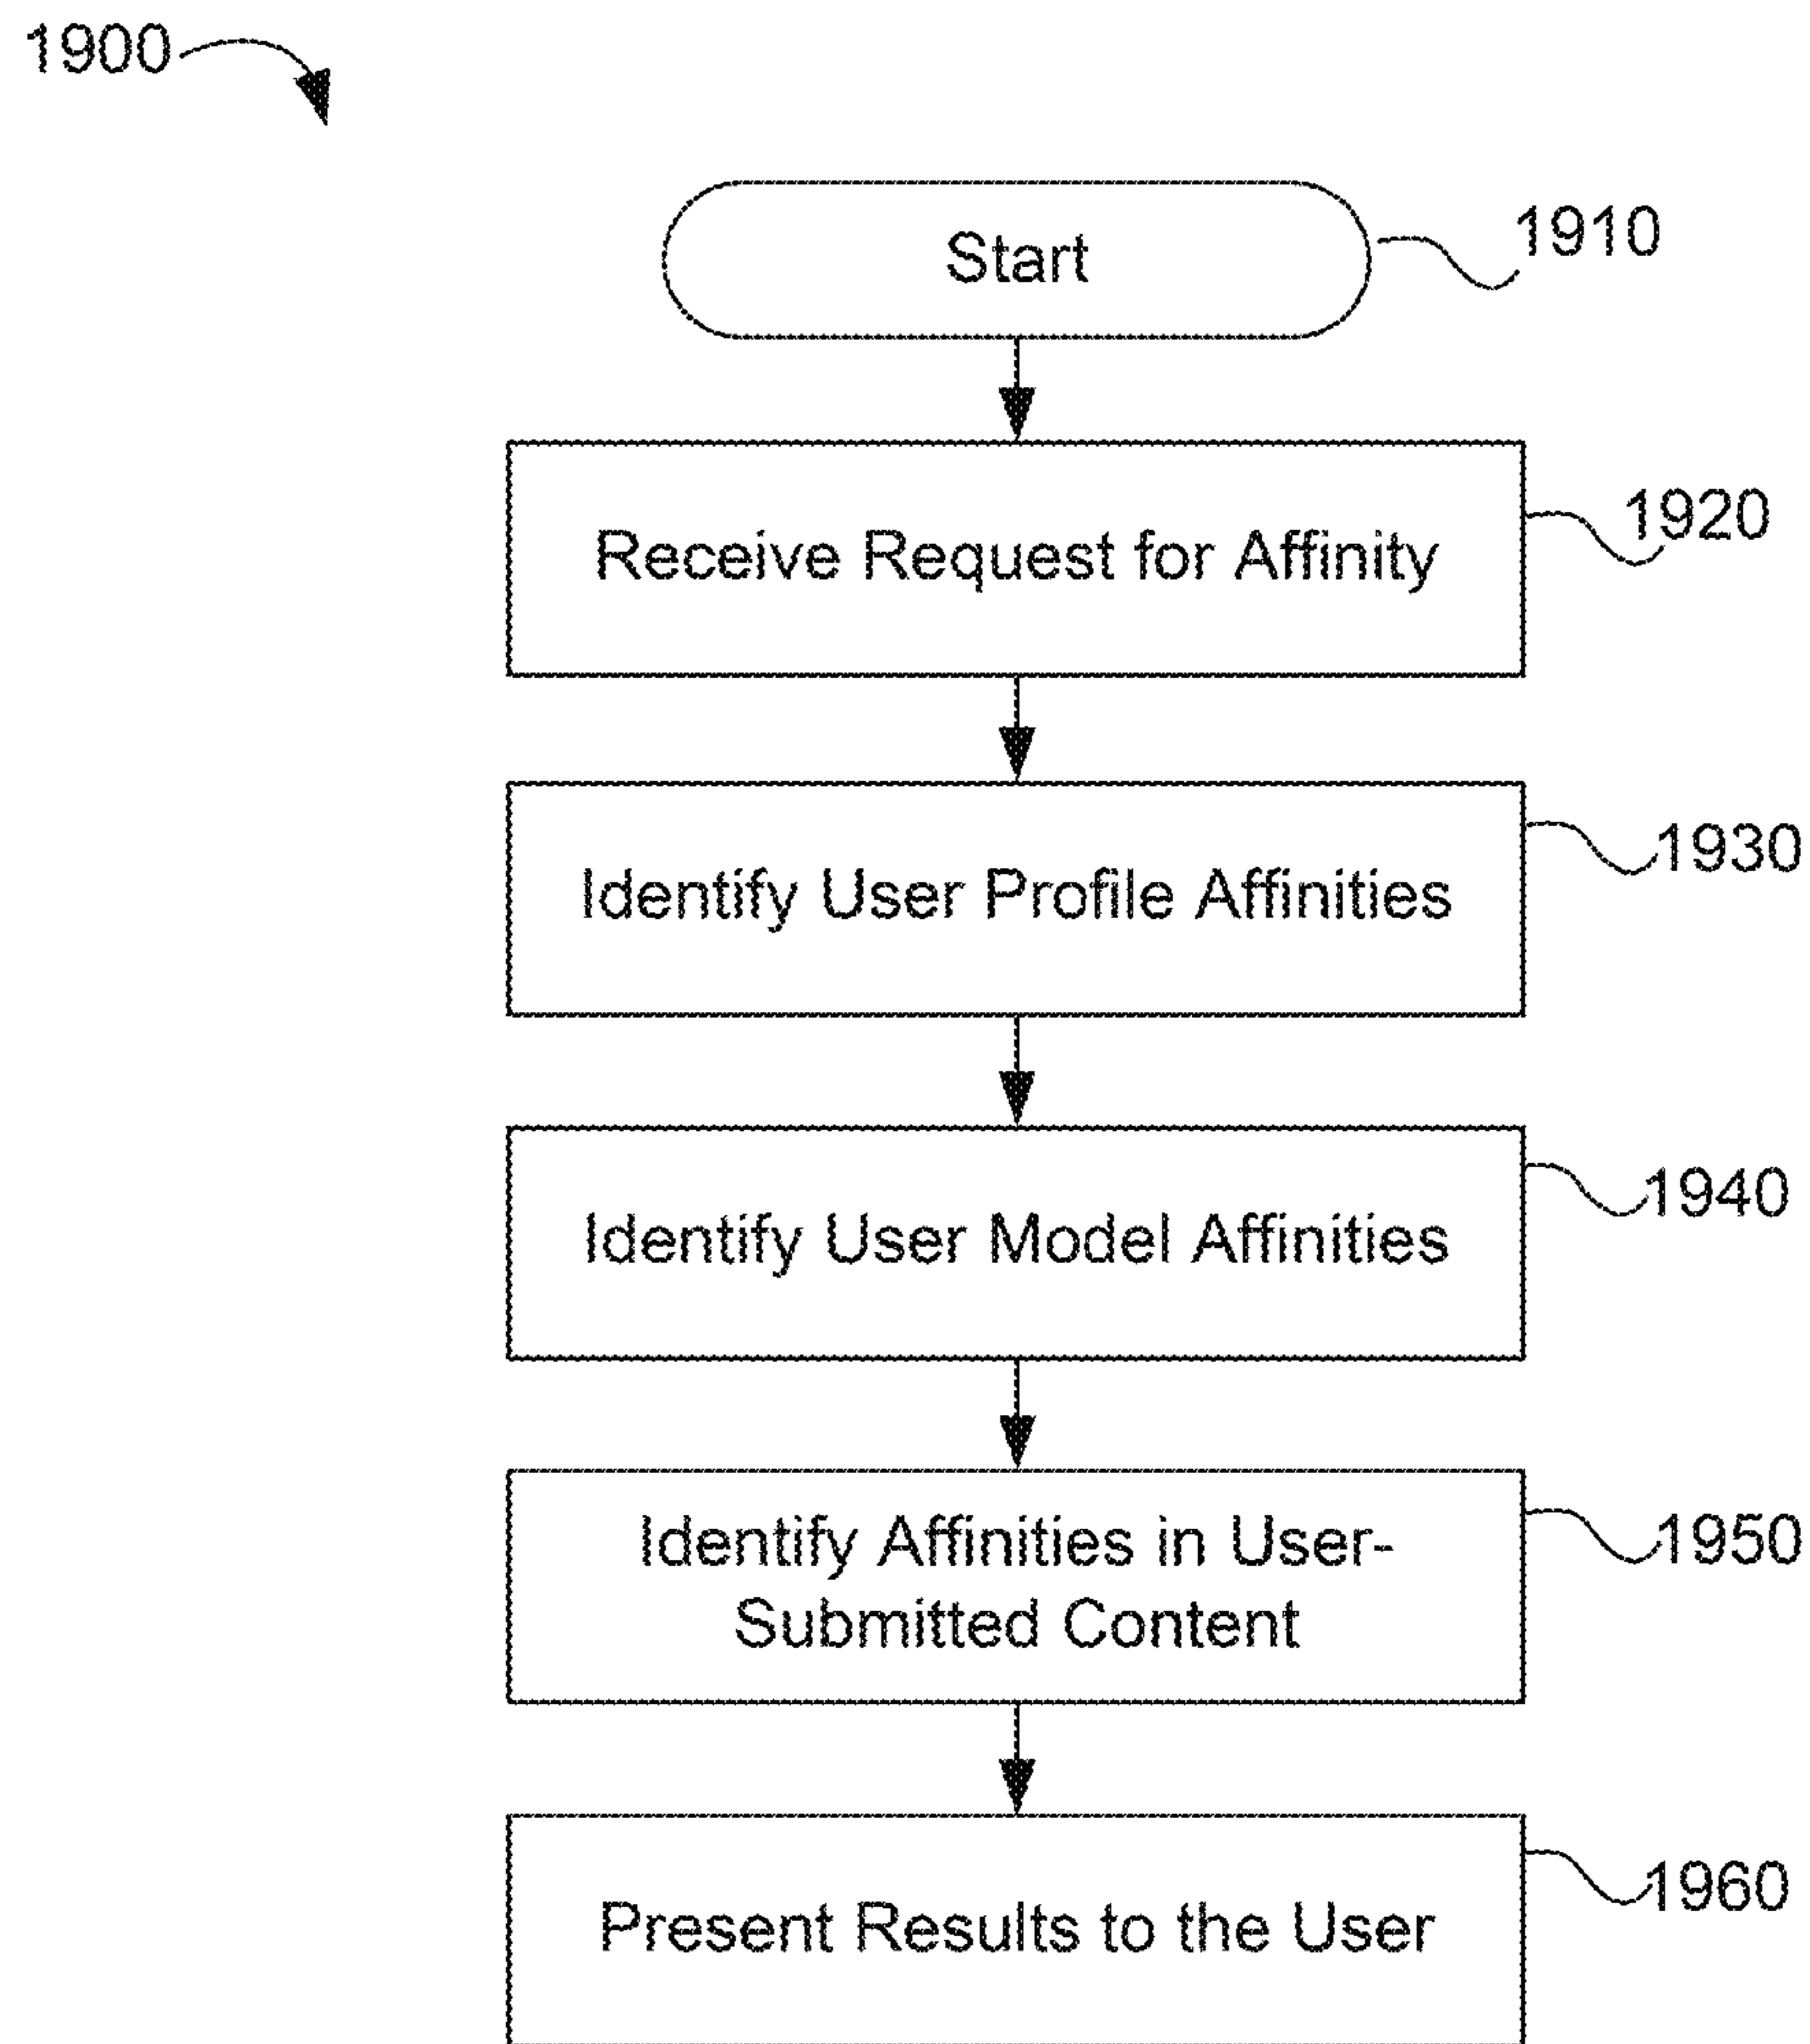 1900
Start
1910
Receive Request for Affinity
1920
Identify User Profile Affinities
1930
Identify User Model Affinities
1940
Identify Affinities in User-
Submitted Content
1950
Present Results to the User
1960